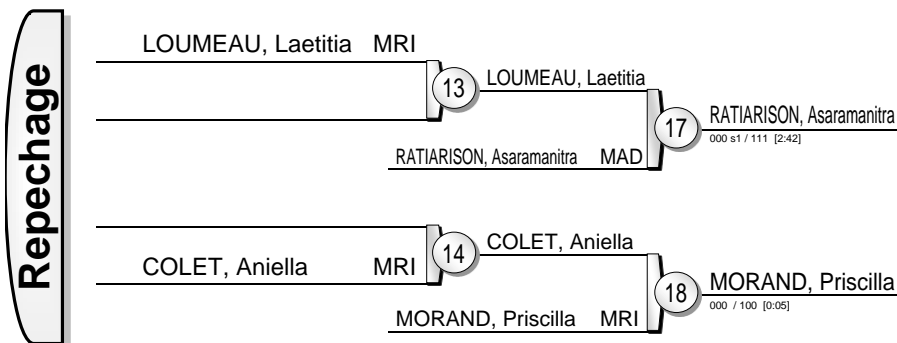 Repechage
LOUMEAU, Laetitia MRI
13
LOUMEAU, Laetitia
17
RATIARISON, Asaramanitra
000 s1 / 111 [2:42]
RATIARISON, Asaramanitra MAD
COLET, Aniella MRI
14
COLET, Aniella
18
MORAND, Priscilla
000 / 100 [0:05]
MORAND, Priscilla MRI